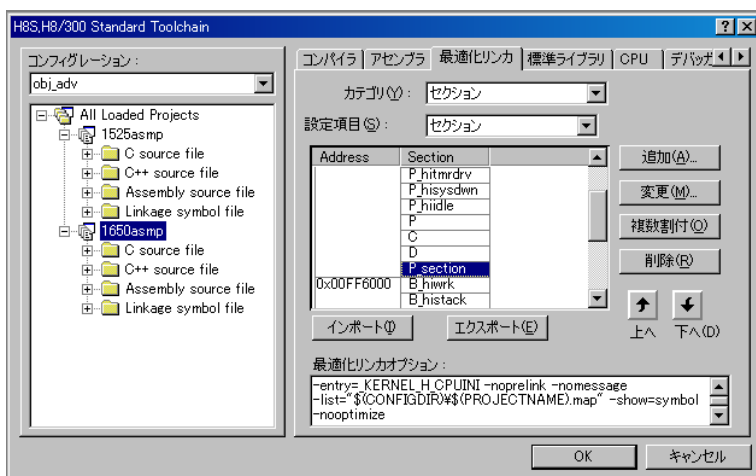 H8S,H8/300 Standard Toolchain
コンフィグレーション :
obj_adv
All Loaded Projects
1525asmp
C source file
C++ source file
Assembly source file
Linkage symbol file
1650asmp
C source file
C++ source file
Assembly source file
Linkage symbol file
コンパイラ アセンブラ 最適化リンカ 標準ライブラリ CPU デバッガ
カテゴリ(Y) : セクション
設定項目(S) : セクション
Address Section
P_hitmrdrv
P_hisysdwn
P_hiidle
P
C
D
P_section
0x00FF6000 B_hiwrk
B_histack
追加(A)...
変更(M)...
複数割付(O)
削除(R)
上へ 下へ(D)
インポート(I) エクスポート(E)
最適化リンカオプション :
-entry=_KERNEL_H_CPUINI -noprelink -nomessage
-list="$(CONFIGDIR)¥$(PROJECTNAME).map" -show=symbol
-nooptimize
OK キャンセル